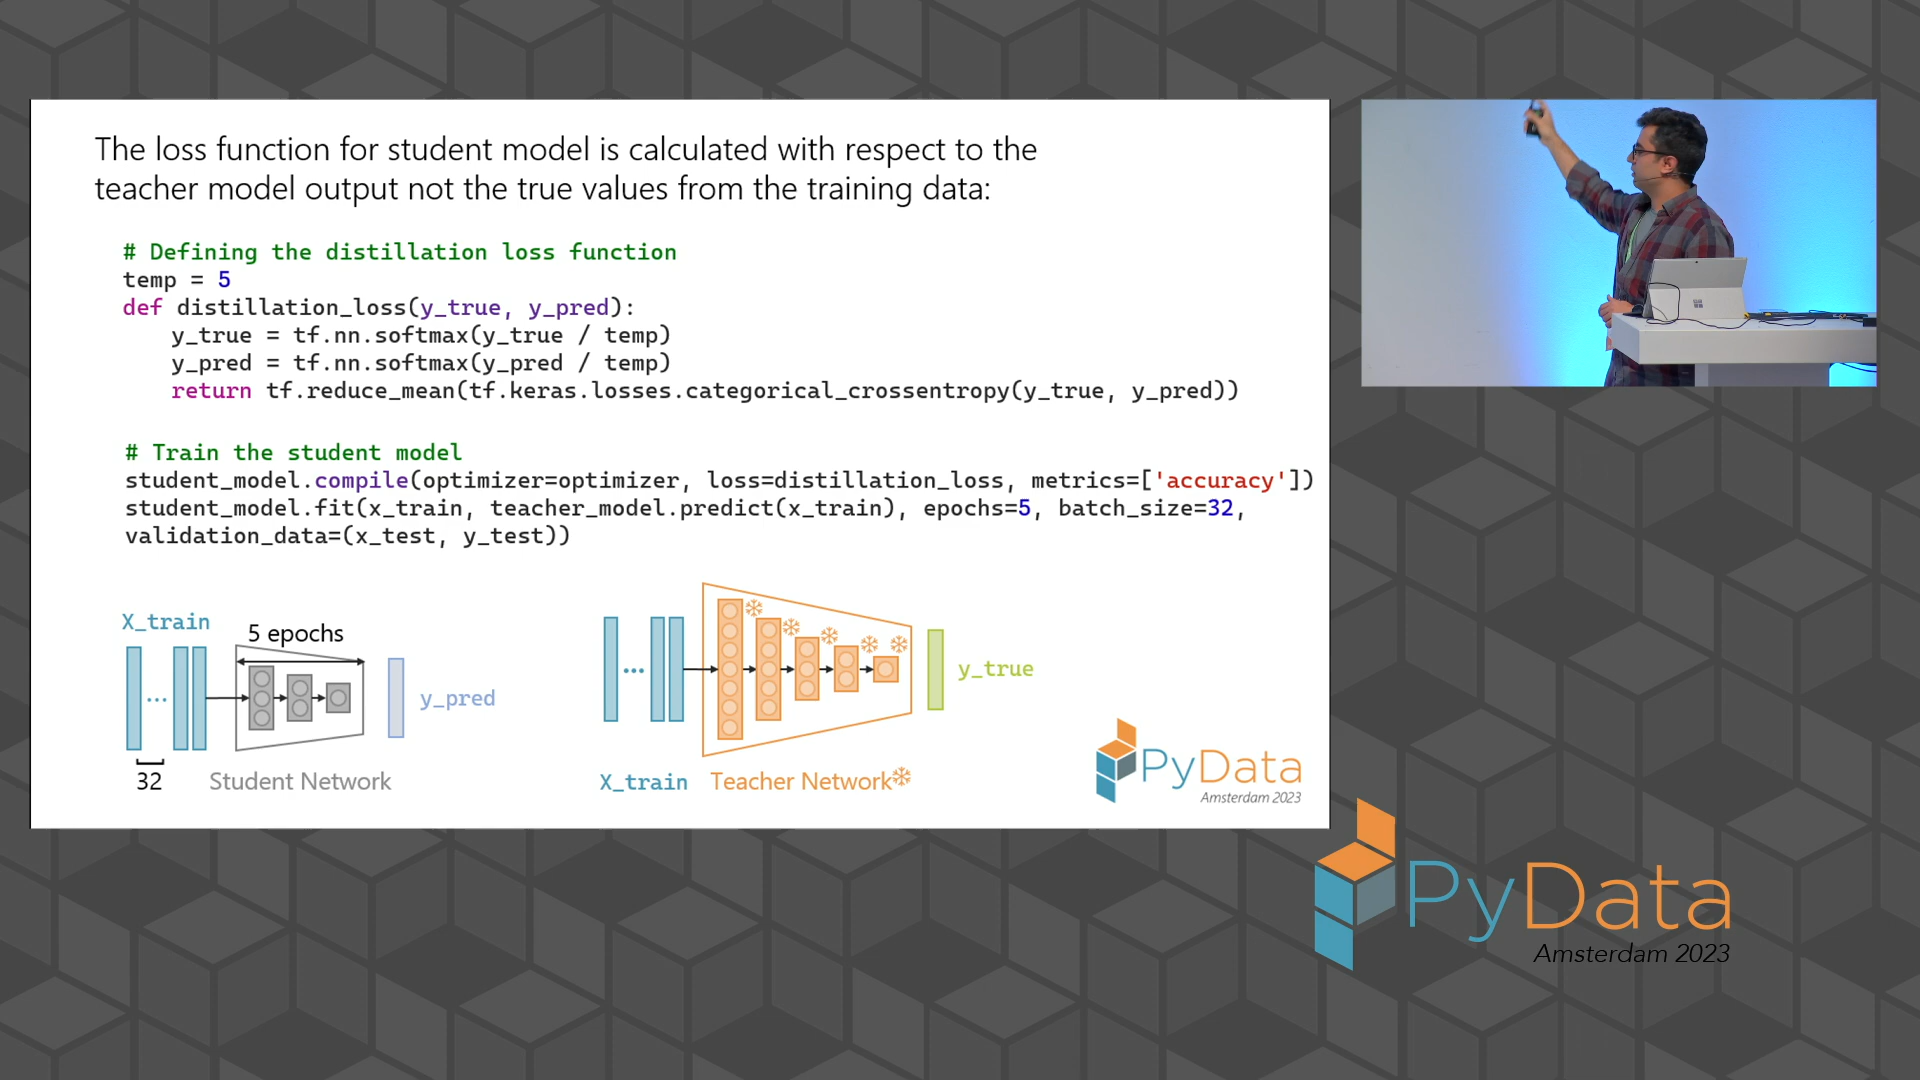 The loss function for student model is calculated with respect to the
teacher model output not the true values from the training data:
# Defining the distillation loss function
temp = 5
def distillation_loss(y_true, y_pred):
y_true = tf.nn.softmax(y_true / temp)
y_pred = tf.nn.softmax(y_pred / temp)
return tf.reduce_mean(tf.keras.losses.categorical_crossentropy(y_true, y_pred))
# Train the student model
student_model.compile(optimizer=optimizer, loss=distillation_loss, metrics=['accuracy'])
student_model.fit(x_train, teacher_model.predict(x_train), epochs=5, batch_size=32,
validation_data=(x_test, y_test))
X_train
5 epochs
...
y_pred
32
Student Network
...
y_true
X_train
Teacher Network
PyData
Amsterdam 2023
PyData
Amsterdam 2023